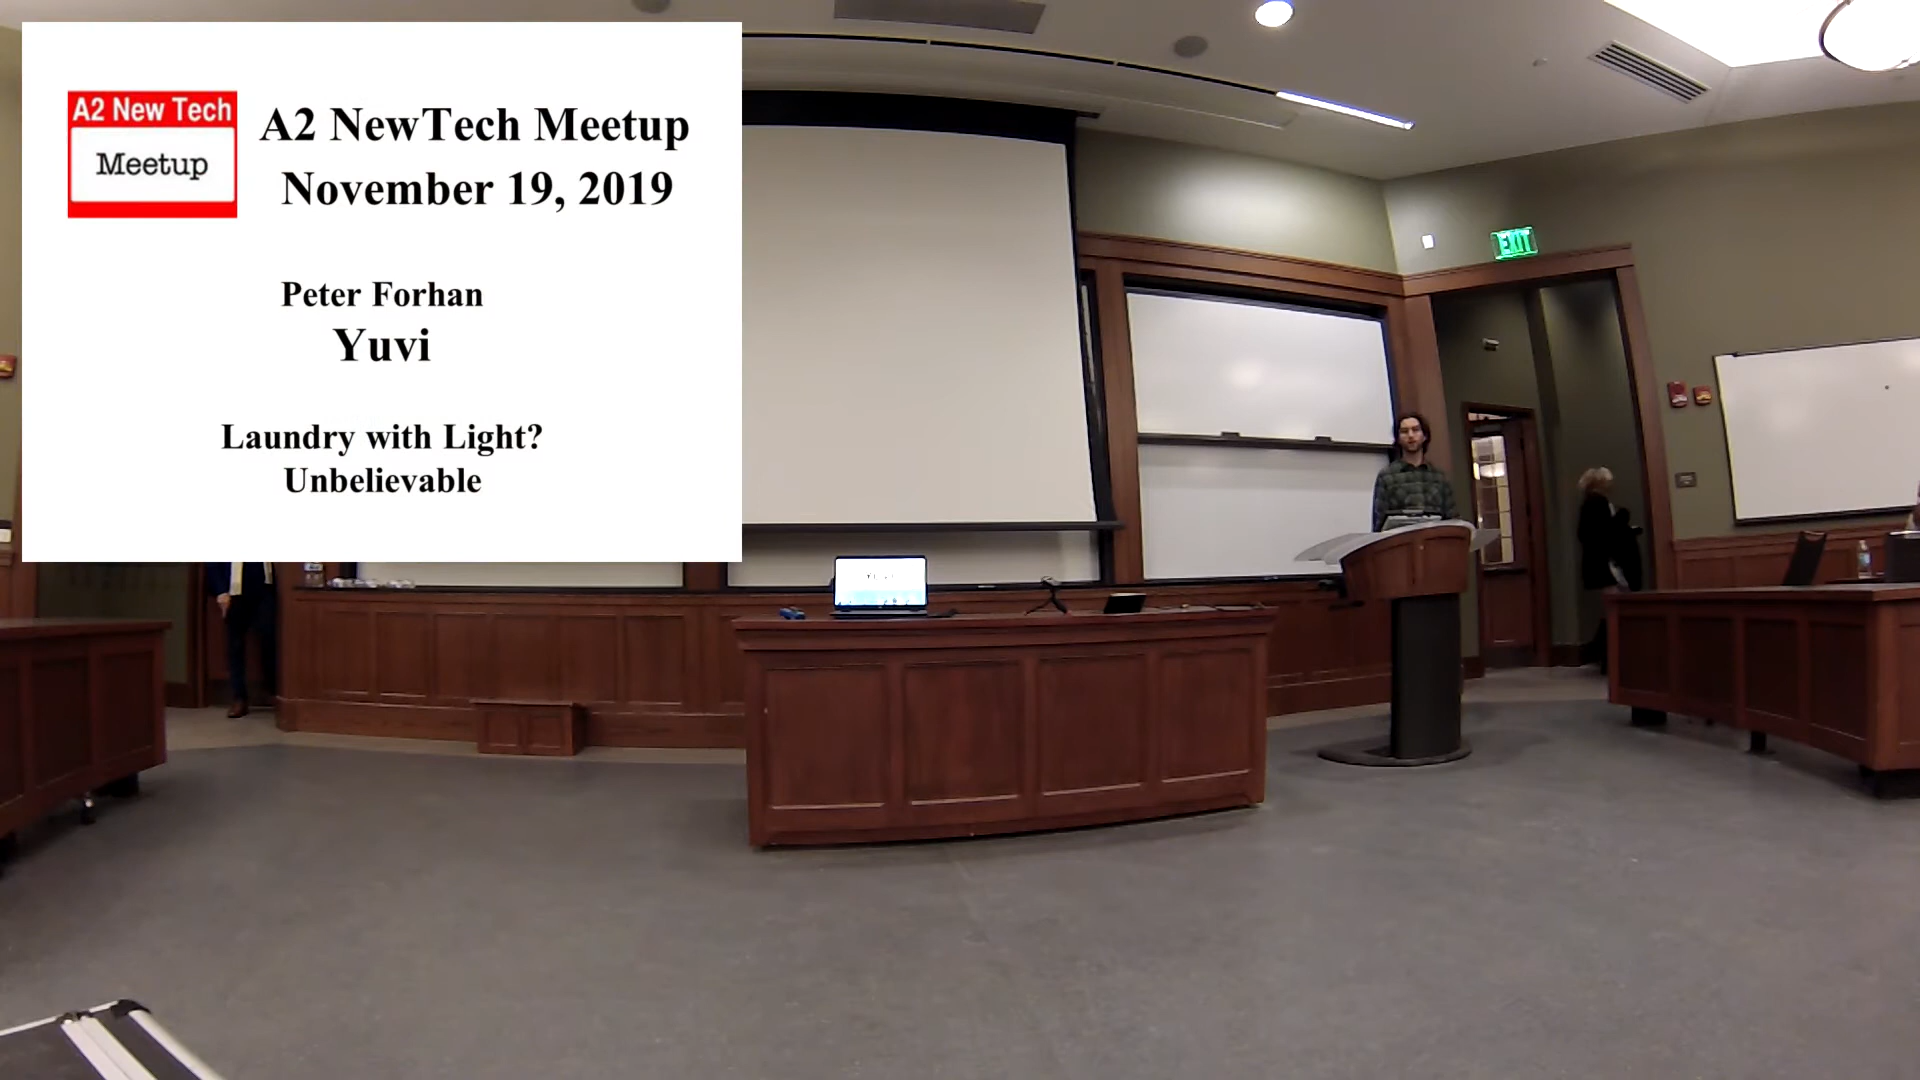 A2 New Tech
Meetup
A2 NewTech Meetup
November 19, 2019
Peter Forhan
Yuvi
Laundry with Light?
Unbelievable
EXIT